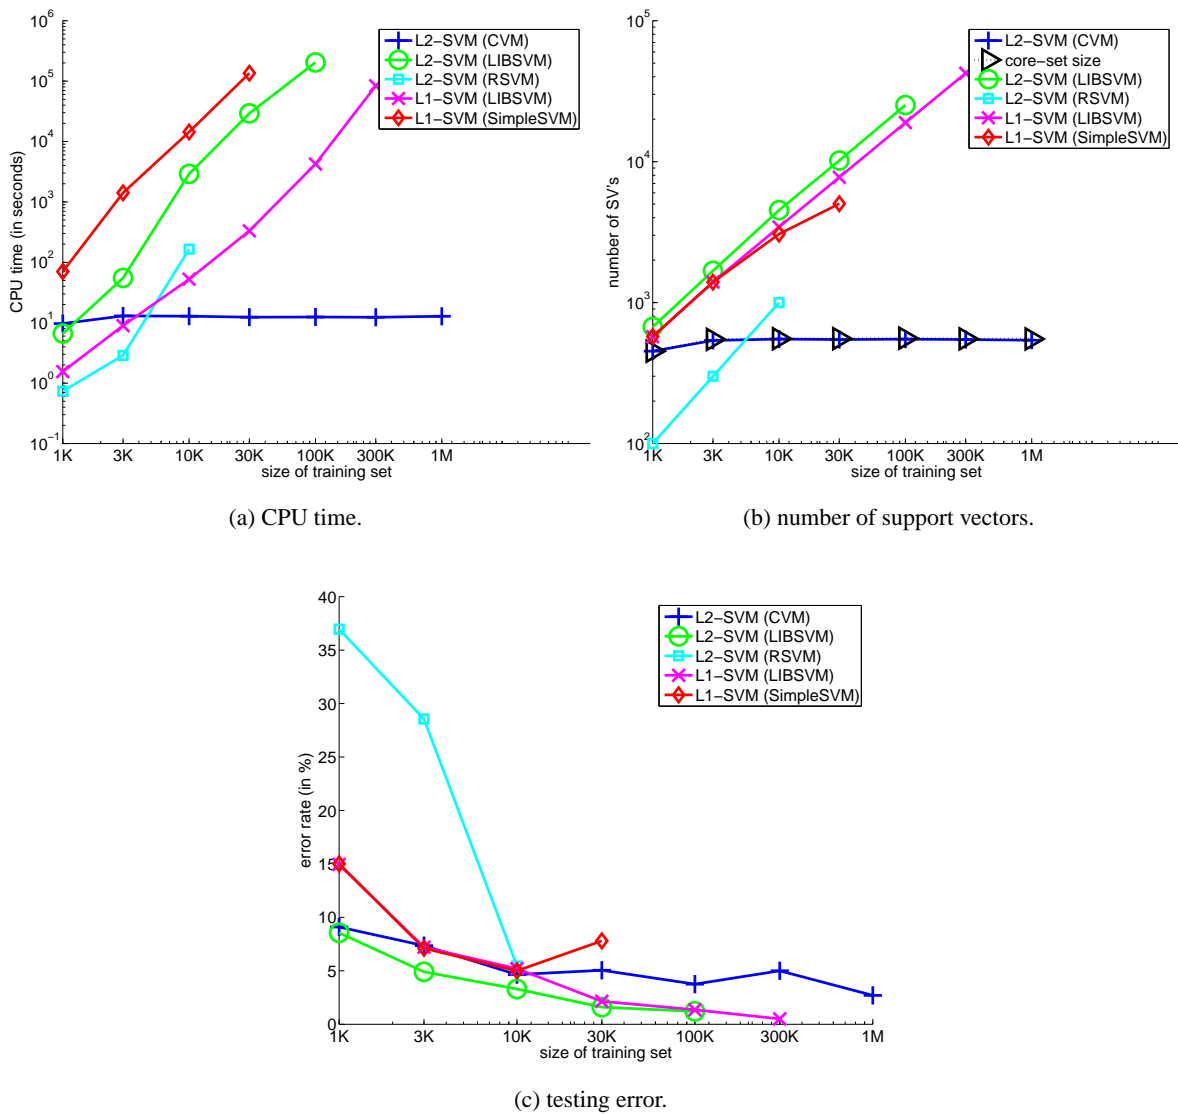 10^6
10^5
10^4
10^3
10^2
10^1
10^0
10^−1
CPU time (in seconds)
1K 3K 10K 30K 100K 300K 1M
size of training set
L2−SVM (CVM)
L2−SVM (LIBSVM)
L2−SVM (RSVM)
L1−SVM (LIBSVM)
L1−SVM (SimpleSVM)
(a) CPU time.
10^5
10^4
10^3
10^2
number of SV's
1K 3K 10K 30K 100K 300K 1M
size of training set
L2−SVM (CVM)
core−set size
L2−SVM (LIBSVM)
L2−SVM (RSVM)
L1−SVM (LIBSVM)
L1−SVM (SimpleSVM)
(b) number of support vectors.
40
35
30
25
20
15
10
5
0
error rate (in %)
1K 3K 10K 30K 100K 300K 1M
size of training set
L2−SVM (CVM)
L2−SVM (LIBSVM)
L2−SVM (RSVM)
L1−SVM (LIBSVM)
L1−SVM (SimpleSVM)
(c) testing error.